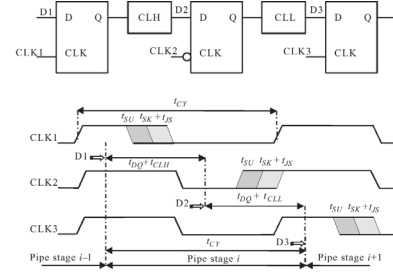 D1 D Q CLH D2 D Q CLL D3 D Q
CLK1 CLK CLK2 CLK CLK3 CLK
t_CY
t_SU t_SK + t_JS
CLK1
D1 t_DQ + t_CLH t_SU t_SK + t_JS
CLK2
D2 t_DQ + t_CLL t_SU t_SK + t_JS
CLK3
t_CY D3
Pipe stage i–1 Pipe stage i Pipe stage i+1